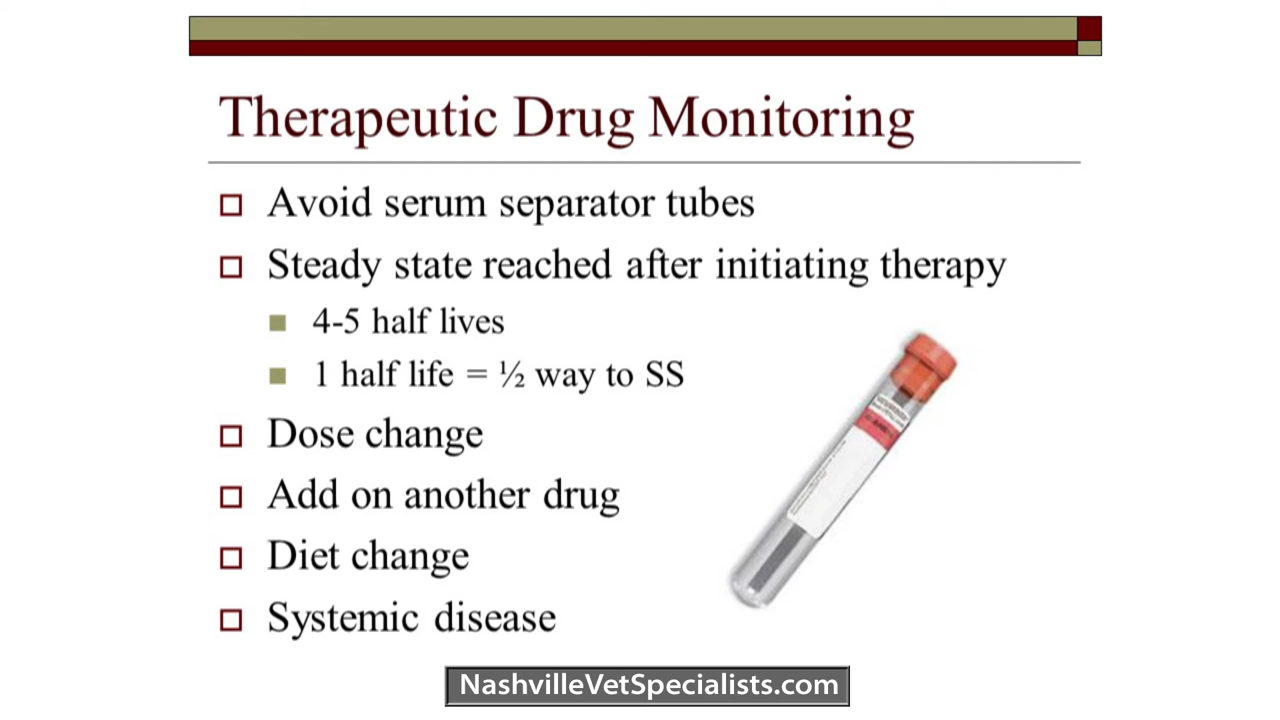 Therapeutic Drug Monitoring
Avoid serum separator tubes
Steady state reached after initiating therapy
4-5 half lives
1 half life = ½ way to SS
Dose change
Add on another drug
Diet change
Systemic disease
NashvilleVetSpecialists.com